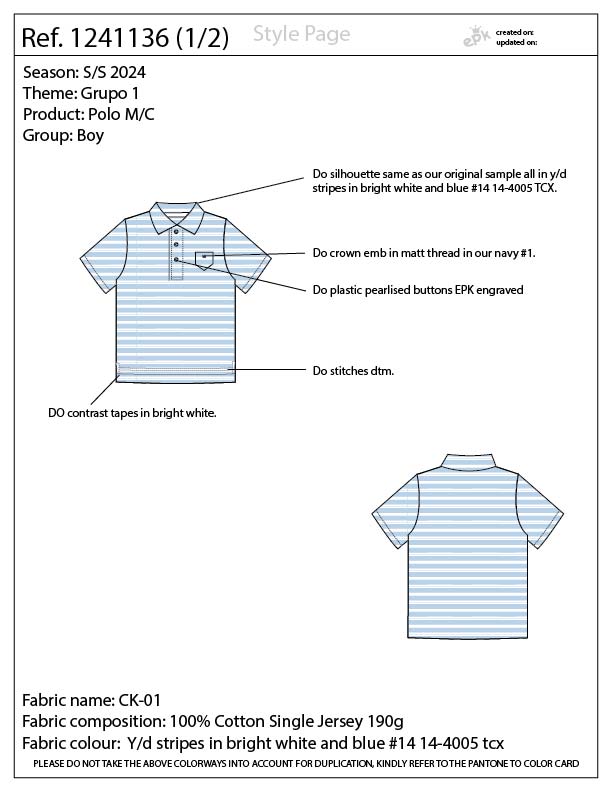 Ref. 1241136 (1/2)
Style Page
epk
created on:
updated on:
Season: S/S 2024
Theme: Grupo 1
Product: Polo M/C
Group: Boy
Do silhouette same as our original sample all in y/d
stripes in bright white and blue #14 14-4005 TCX.
Do crown emb in matt thread in our navy #1.
Do plastic pearlised buttons EPK engraved
Do stitches dtm.
DO contrast tapes in bright white.
Fabric name: CK-01
Fabric composition: 100% Cotton Single Jersey 190g
Fabric colour: Y/d stripes in bright white and blue #14 14-4005 tcx
PLEASE DO NOT TAKE THE ABOVE COLORWAYS INTO ACCOUNT FOR DUPLICATION, KINDLY REFER TO THE PANTONE TO COLOR CARD